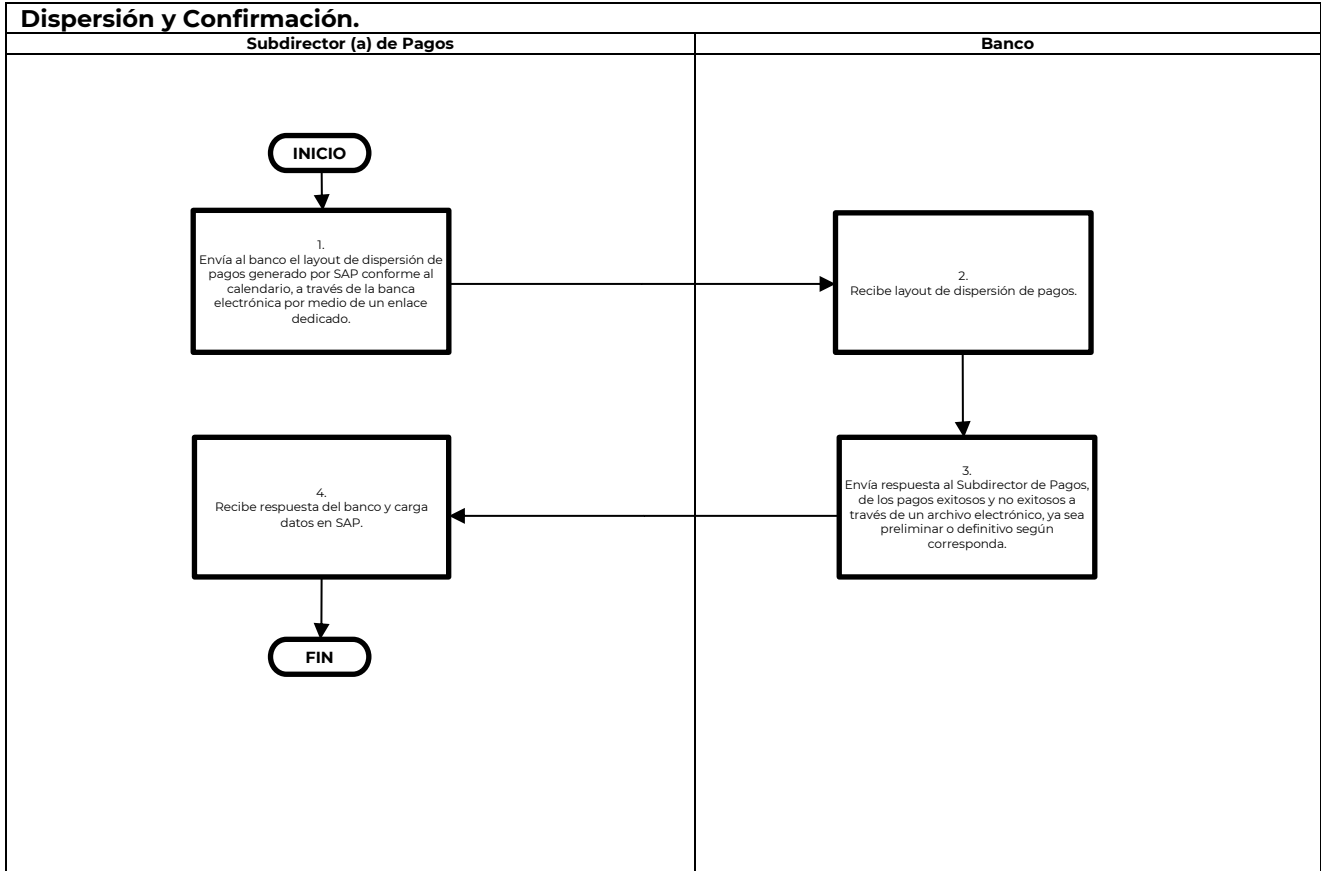 Dispersión y Confirmación.
Subdirector (a) de Pagos
Banco
INICIO
1.
Envía al banco el layout de dispersión de
pagos generado por SAP conforme al
calendario, a través de la banca
electrónica por medio de un enlace
dedicado.
2.
Recibe layout de dispersión de pagos.
3.
Envía respuesta al Subdirector de Pagos,
de los pagos exitosos y no exitosos a
través de un archivo electrónico, ya sea
preliminar o definitivo según
corresponda.
4.
Recibe respuesta del banco y carga
datos en SAP.
FIN